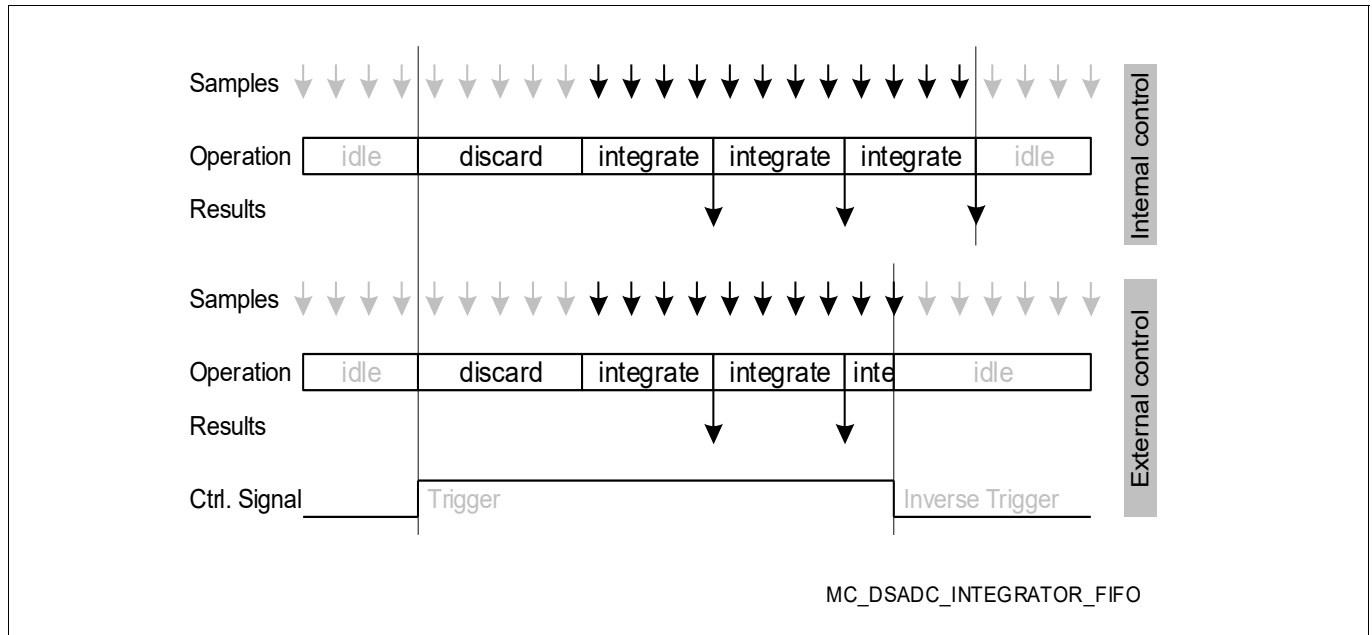 Samples
Operation idle discard integrate integrate integrate idle
Results
Internal control
Samples
Operation idle discard integrate integrate inte idle
Results
Ctrl. Signal Trigger Inverse Trigger
External control
MC_DSADC_INTEGRATOR_FIFO